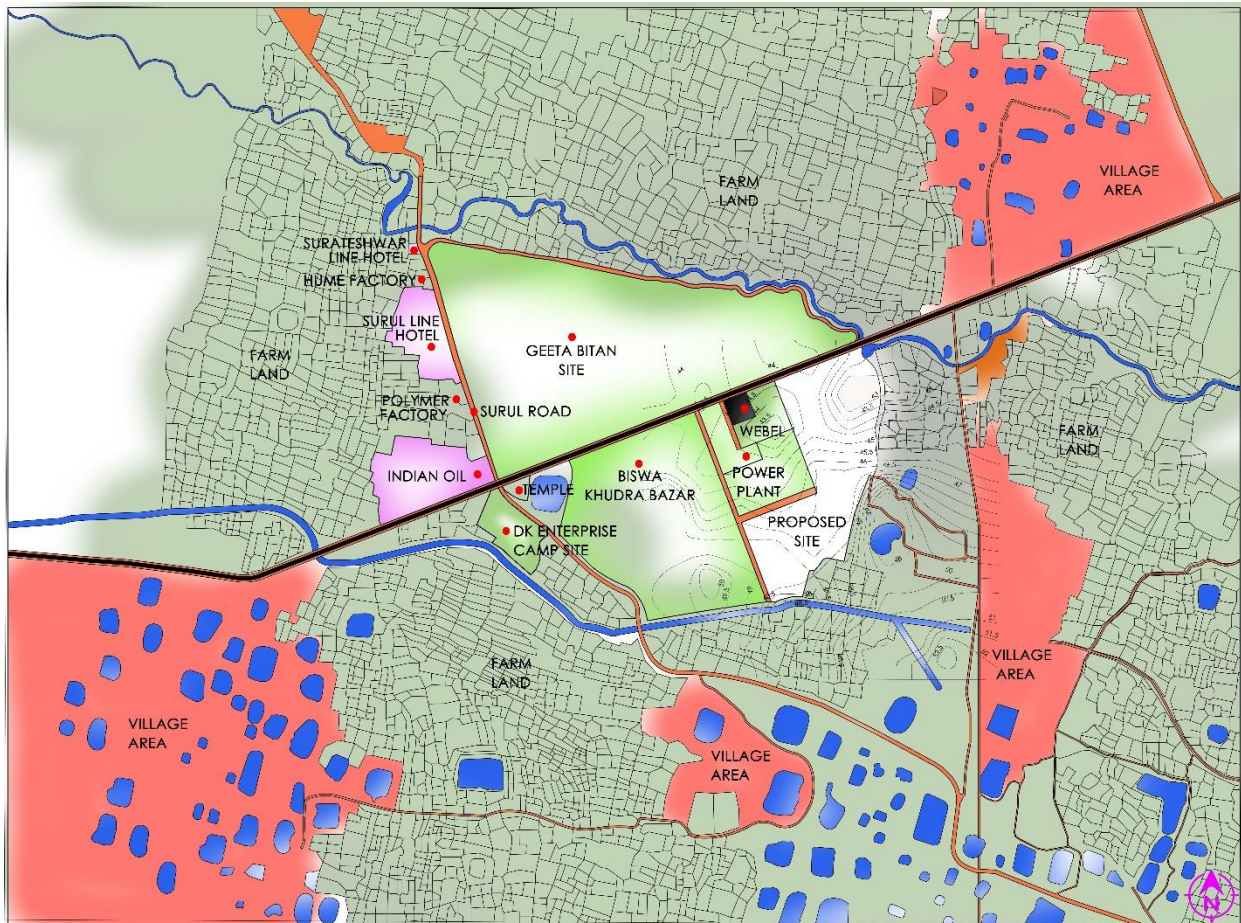 VILLAGE
AREA
FARM
LAND
SURATESHWAR
LINE HOTEL
HUME FACTORY
SURUL LINE
HOTEL
GEETA BITAN
SITE
FARM
LAND
POLYMER
FACTORY
SURUL ROAD
WEBEL
FARM
LAND
INDIAN OIL
TEMPLE
BISWA
KHUDRA BAZAR
POWER
PLANT
DK ENTERPRISE
CAMP SITE
PROPOSED
SITE
FARM
LAND
VILLAGE
AREA
VILLAGE
AREA
VILLAGE
AREA
N